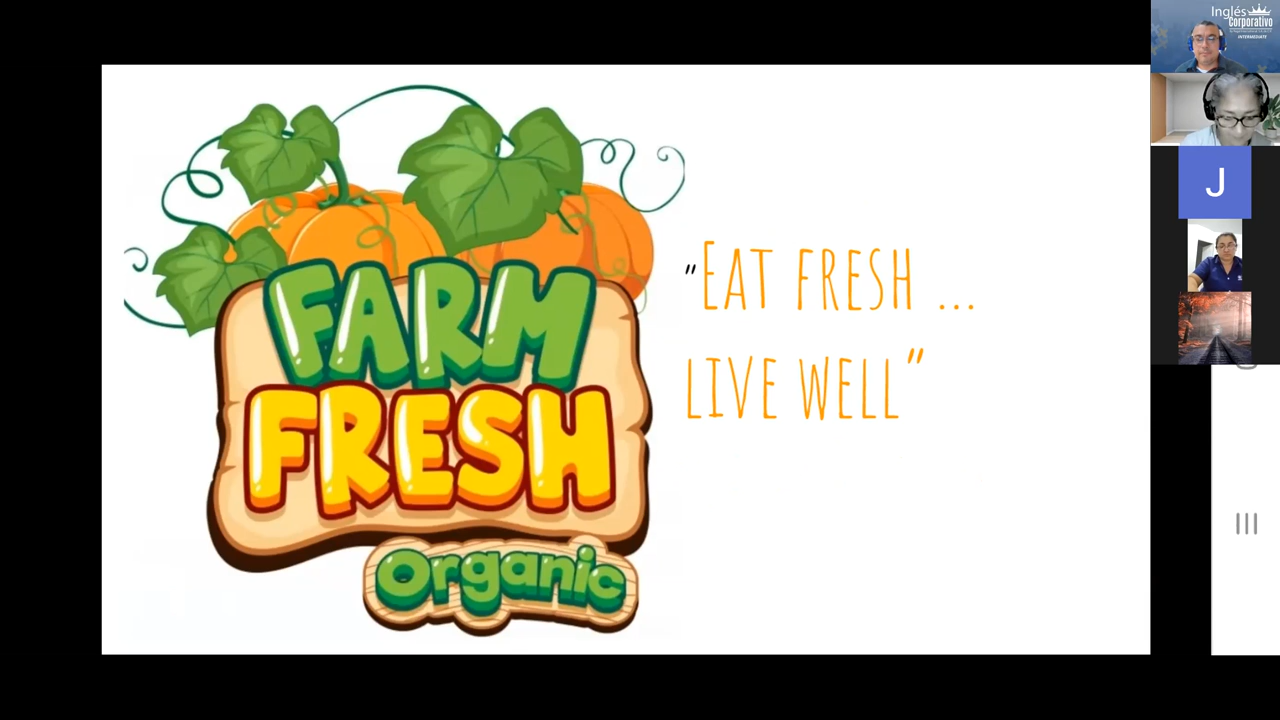 FARM
FRESH
Organic
"EAT FRESH ...
LIVE WELL"
Inglés
Corporativo
INTERMEDIATE
J